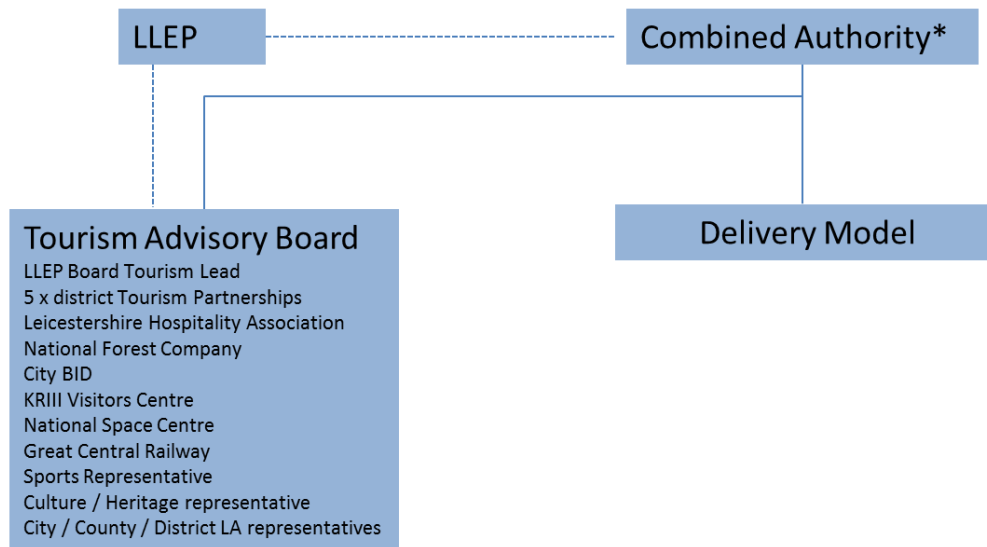 LLEP
Combined Authority*
Tourism Advisory Board
LLEP Board Tourism Lead
5 x district Tourism Partnerships
Leicestershire Hospitality Association
National Forest Company
City BID
KRIII Visitors Centre
National Space Centre
Great Central Railway
Sports Representative
Culture / Heritage representative
City / County / District LA representatives
Delivery Model